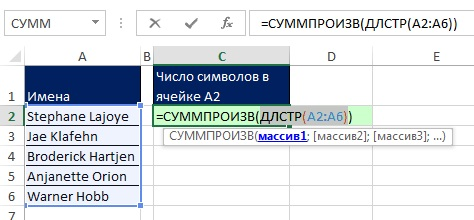 СУММ
fx
=СУММПРОИЗВ(ДЛСТР(A2:A6))
A B C D E
1 Имена Число символов в
ячейке A2
2 Stephane Lajoye =СУММПРОИЗВ(ДЛСТР(A2:A6))
3 Jae Klafehn СУММПРОИЗВ(массив1; [массив2]; [массив3]; ...)
4 Broderick Hartjen
5 Anjanette Orion
6 Warner Hobb